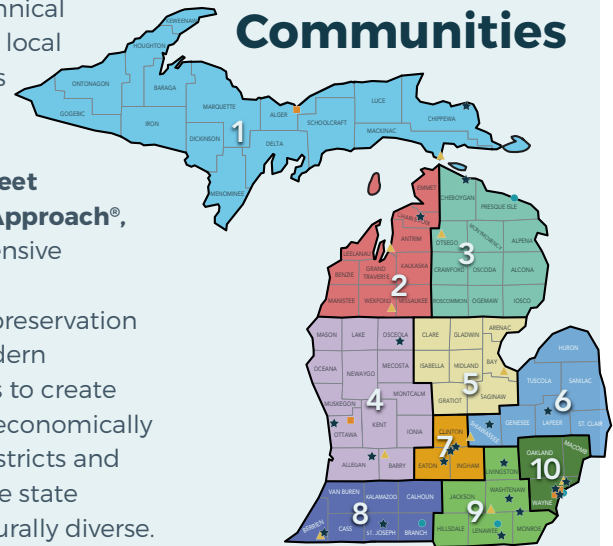 Communities
hnical
local
s
eet
Approach®,
ensive
preservation
dern
s to create
economically
stricts and
e state
urally diverse.
KEWEENAW
HOUGHTON
ONTONAGON
BARAGA
GOGEBIC
IRON
MARQUETTE
DICKINSON
MENOMINEE
1
ALGER
DELTA
SCHOOLCRAFT
LUCE
MACKINAC
CHIPPEWA
EMMET
CHARLEVOIX
ANTRIM
LEELANAU
BENZIE
GRAND
TRAVERSE
KALKASKA
2
MANISTEE
WEXFORD
MISSAUKEE
CHEBOYGAN
PRESQUE ISLE
OTSEGO
MONTMORENCY
ALPENA
3
CRAWFORD
OSCODA
ALCONA
ROSCOMMON
OGEMAW
IOSCO
MASON
LAKE
OSCEOLA
OCEANA
NEWAYGO
MECOSTA
MONTCALM
MUSKEGON
4
OTTAWA
KENT
IONIA
ALLEGAN
BARRY
CLARE
GLADWIN
ARENAC
ISABELLA
MIDLAND
BAY
5
GRATIOT
SAGINAW
HURON
TUSCOLA
SANILAC
6
SHIAWASSEE
GENESEE
LAPEER
ST. CLAIR
CLINTON
7
EATON
INGHAM
VAN BUREN
KALAMAZOO
CALHOUN
8
BERRIEN
CASS
ST. JOSEPH
BRANCH
LIVINGSTON
JACKSON
WASHTENAW
9
HILLSDALE
LENAWEE
MONROE
OAKLAND
MACOMB
10
WAYNE